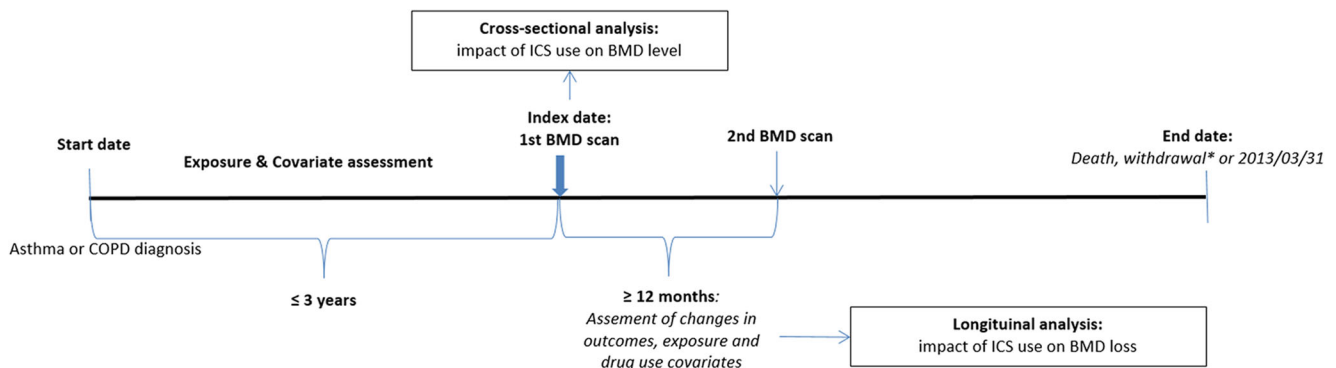 Cross-sectional analysis:
impact of ICS use on BMD level
Index date:
1st BMD scan
2nd BMD scan
Start date
End date:
Death, withdrawal* or 2013/03/31
Exposure & Covariate assessment
Asthma or COPD diagnosis
≤ 3 years
≥ 12 months:
Assement of changes in
outcomes, exposure and
drug use covariates
Longituinal analysis:
impact of ICS use on BMD loss